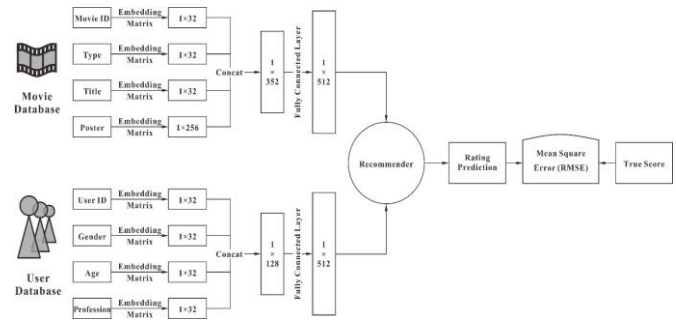 Movie ID
Embedding
Matrix
1×32
Type
Embedding
Matrix
1×32
Title
Embedding
Matrix
1×32
Poster
Embedding
Matrix
1×256
Movie
Database
Concat
1
×
352
Fully Connected Layer
1
×
512
User ID
Embedding
Matrix
1×32
Gender
Embedding
Matrix
1×32
Age
Embedding
Matrix
1×32
Profession
Embedding
Matrix
1×32
User
Database
Concat
1
×
128
Fully Connected Layer
1
×
512
Recommender
Rating
Prediction
Mean Square
Error (RMSE)
True Score